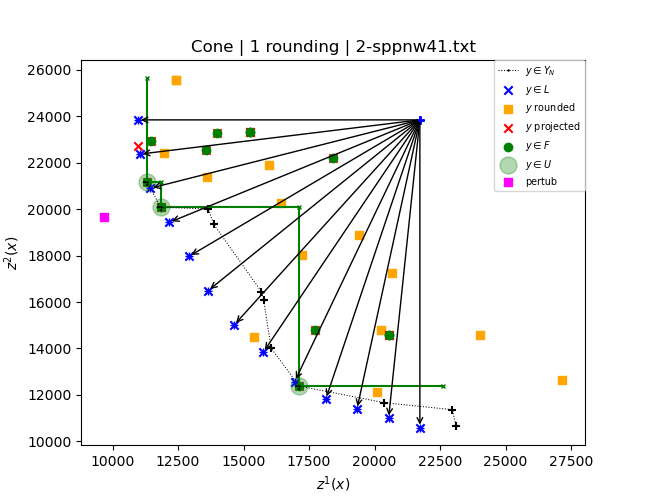 Cone | 1 rounding | 2-sppnw41.txt
26000
24000
22000
20000
18000
16000
14000
12000
10000
z²(x)
10000
12500
15000
17500
20000
22500
25000
27500
z¹(x)
y ∈ Y_N
y ∈ L
y rounded
y projected
y ∈ F
y ∈ U
pertub